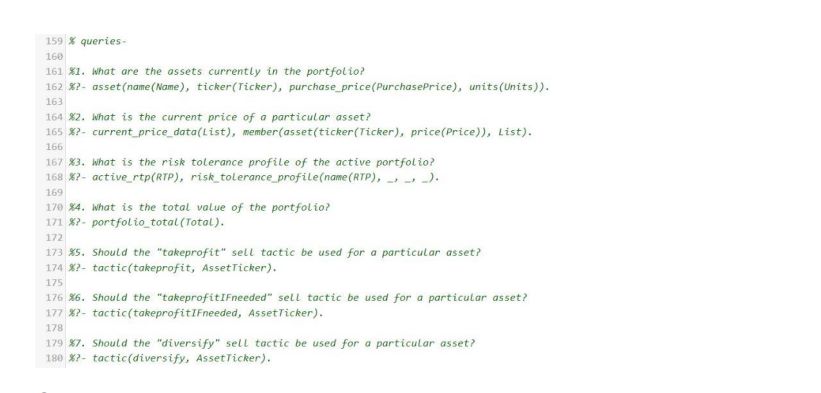 159 % queries-
160
161 %1. What are the assets currently in the portfolio?
162 %?- asset(name(Name), ticker(Ticker), purchase_price(PurchasePrice), units(Units)).
163
164 %2. What is the current price of a particular asset?
165 %?- current_price_data(List), member(asset(ticker(Ticker), price(Price)), List).
166
167 %3. What is the risk tolerance profile of the active portfolio?
168 %?- active_rtp(RTP), risk_tolerance_profile(name(RTP), _, _, _).
169
170 %4. What is the total value of the portfolio?
171 %?- portfolio_total(Total).
172
173 %5. Should the "takeprofit" sell tactic be used for a particular asset?
174 %?- tactic(takeprofit, AssetTicker).
175
176 %6. Should the "takeprofitIFneeded" sell tactic be used for a particular asset?
177 %?- tactic(takeprofitIFneeded, AssetTicker).
178
179 %7. Should the "diversify" sell tactic be used for a particular asset?
180 %?- tactic(diversify, AssetTicker).